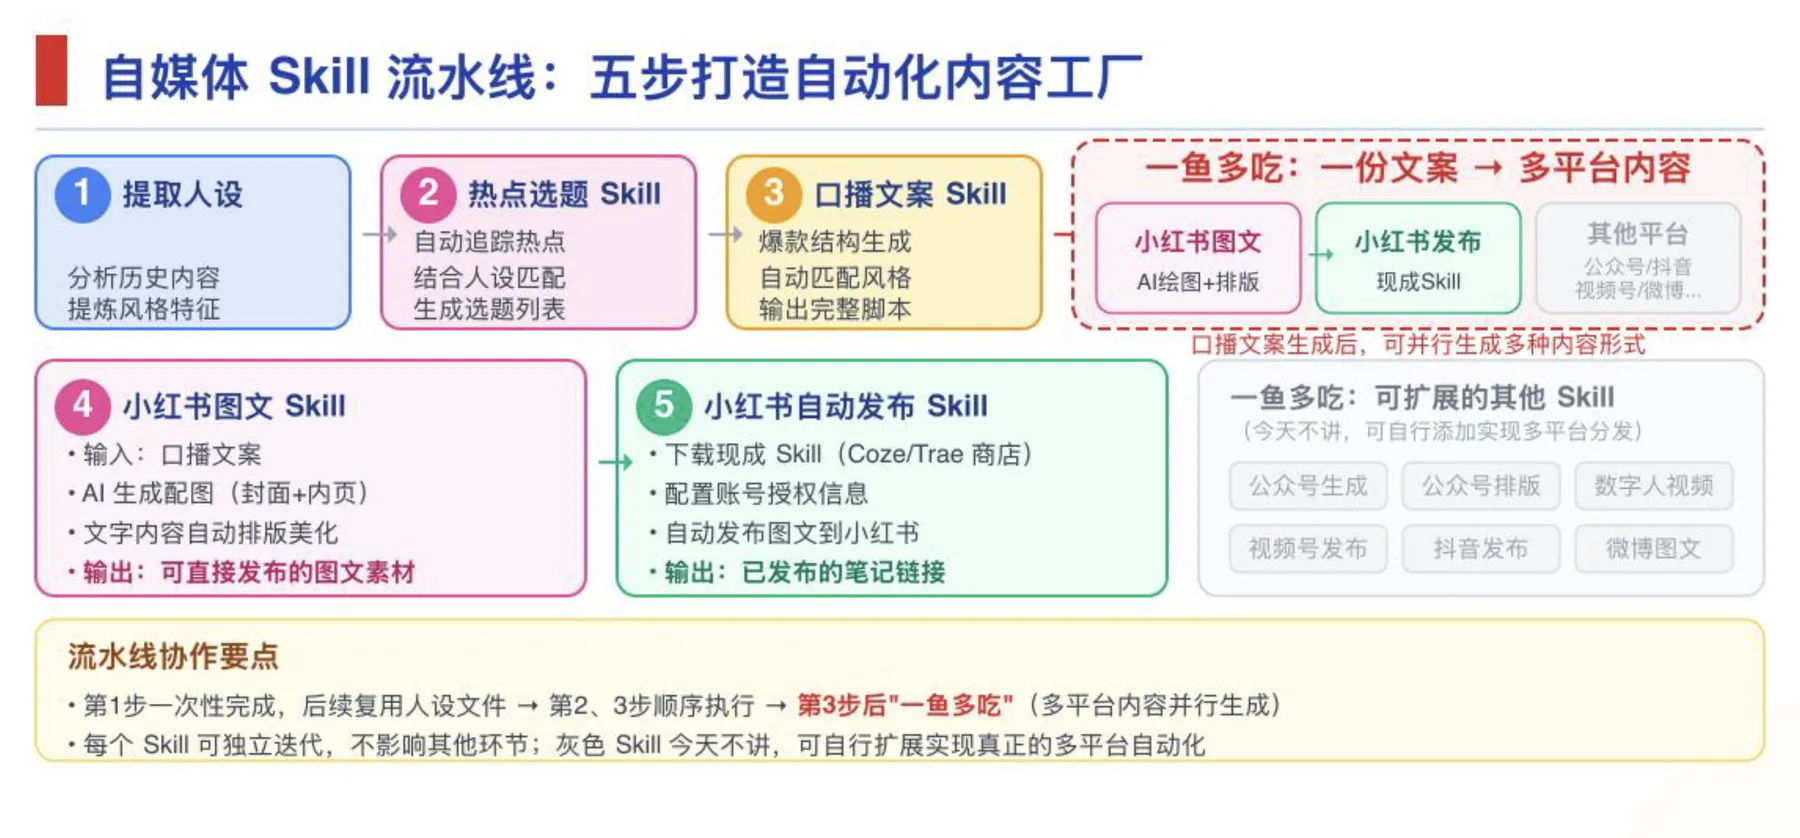 自媒体 Skill 流水线：五步打造自动化内容工厂
1 提取人设
分析历史内容
提炼风格特征
→
2 热点选题 Skill
自动追踪热点
结合人设匹配
生成选题列表
→
3 口播文案 Skill
爆款结构生成
自动匹配风格
输出完整脚本
一鱼多吃：一份文案 → 多平台内容
小红书图文
AI绘图+排版
→
小红书发布
现成Skill
其他平台
公众号/抖音
视频号/微博...
口播文案生成后，可并行生成多种内容形式
4 小红书图文 Skill
• 输入：口播文案
• AI 生成配图（封面+内页）
• 文字内容自动排版美化
• 输出：可直接发布的图文素材
→
5 小红书自动发布 Skill
• 下载现成 Skill（Coze/Trae 商店）
• 配置账号授权信息
• 自动发布图文到小红书
• 输出：已发布的笔记链接
一鱼多吃：可扩展的其他 Skill
（今天不讲，可自行添加实现多平台分发）
公众号生成 公众号排版 数字人视频
视频号发布 抖音发布 微博图文
流水线协作要点
• 第1步一次性完成，后续复用人设文件 → 第2、3步顺序执行 → 第3步后"一鱼多吃"（多平台内容并行生成）
• 每个 Skill 可独立迭代，不影响其他环节；灰色 Skill 今天不讲，可自行扩展实现真正的多平台自动化